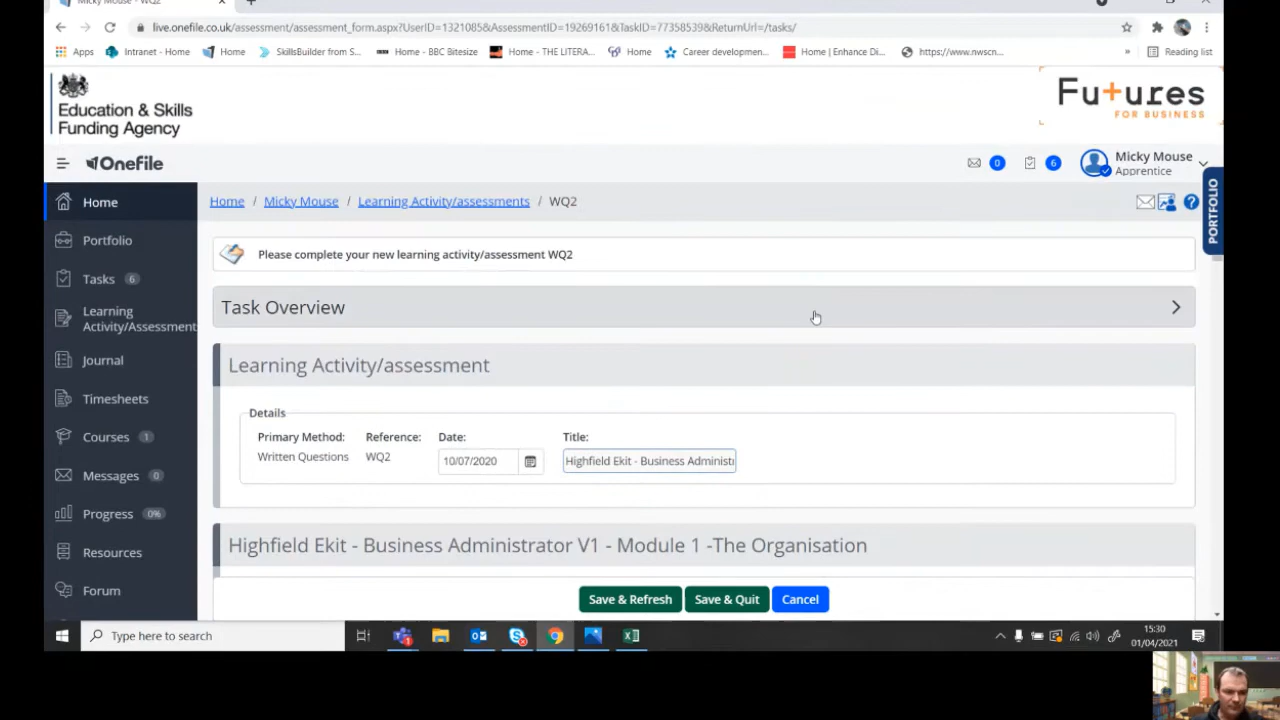 Micky Mouse - WQ2
live.onefile.co.uk/assessment/assessment_form.aspx?UserID=1321085&AssessmentID=19269161&TaskID=77358539&ReturnUrl=/tasks/
Apps
Intranet - Home
Home
SkillsBuilder from S...
Home - BBC Bitesize
Home - THE LITERA...
Home
Career developmen...
Home | Enhance Di...
https://www.nwscn...
»
Reading list
Education & Skills
Funding Agency
Futures
FOR BUSINESS
Onefile
0
6
Micky Mouse
Apprentice
PORTFOLIO
Home
Portfolio
Tasks 6
Learning
Activity/Assessment
Journal
Timesheets
Courses 1
Messages 0
Progress 0%
Resources
Forum
Home / Micky Mouse / Learning Activity/assessments / WQ2
Please complete your new learning activity/assessment WQ2
Task Overview
Learning Activity/assessment
Details
Primary Method: Reference: Date: Title:
Written Questions WQ2 10/07/2020 Highfield Ekit - Business Administ
Highfield Ekit - Business Administrator V1 - Module 1 -The Organisation
Save & Refresh Save & Quit Cancel
Type here to search
15:30
01/04/2021